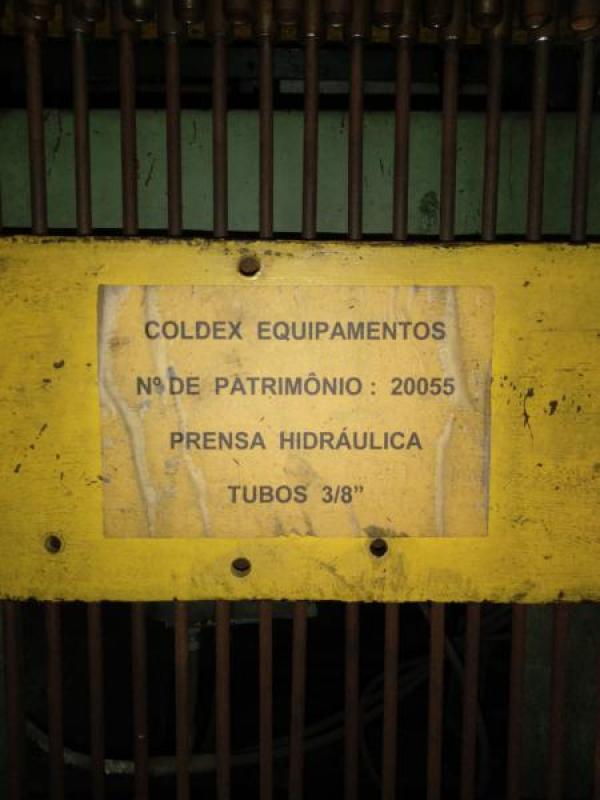 COLDEX EQUIPAMENTOS
Nº DE PATRIMÔNIO : 20055
PRENSA HIDRÁULICA
TUBOS 3/8”